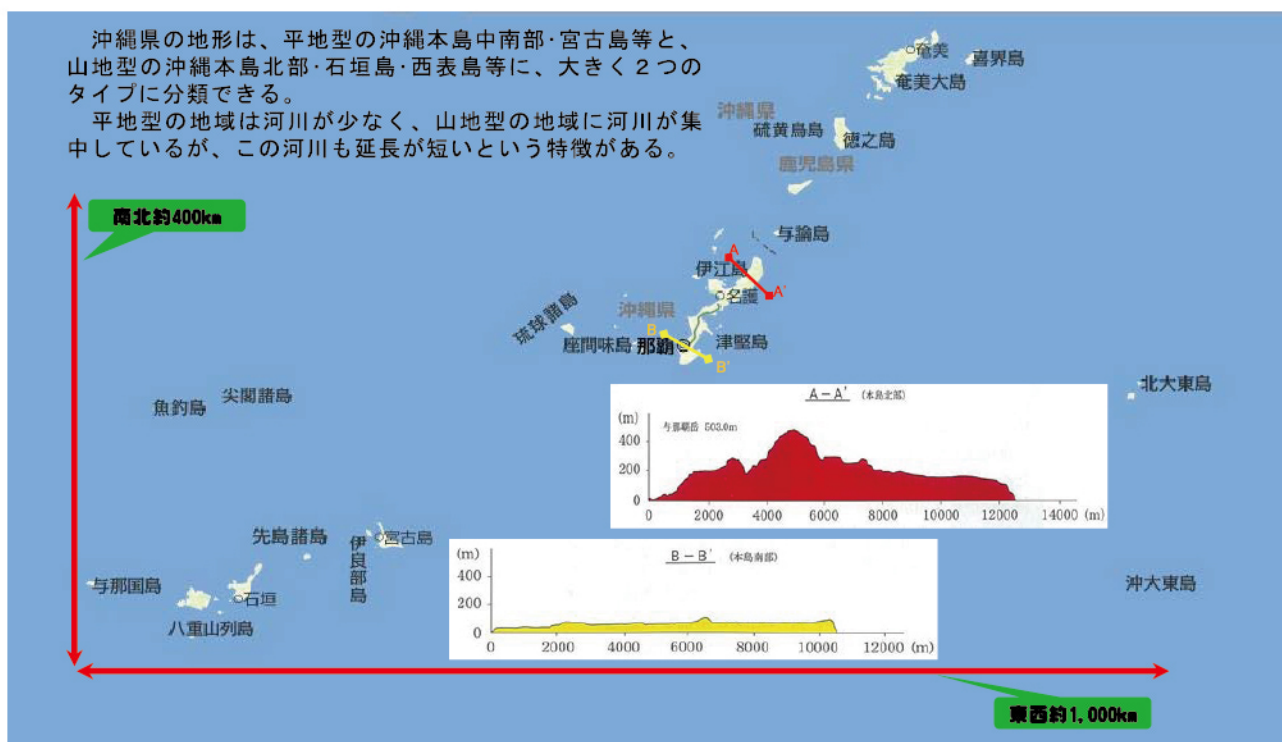 沖縄県の地形は、平地型の沖縄本島中南部･宮古島等と、
山地型の沖縄本島北部･石垣島･西表島等に、大きく２つの
タイプに分類できる。
平地型の地域は河川が少なく、山地型の地域に河川が集
中しているが、この河川も延長が短いという特徴がある。
奄美
喜界島
奄美大島
沖縄県
硫黄鳥島
徳之島
鹿児島県
南北約400km
与論島
A
伊江島
A'
名護
沖縄県
琉球諸島
B
座間味島
那覇
津堅島
B'
北大東島
尖閣諸島
魚釣島
A－A' (本島北部)
(m)
与那覇岳 503.0m
400
200
0
0 2000 4000 6000 8000 10000 12000 14000 (m)
先島諸島
伊良部島
宮古島
B－B' (本島南部)
(m)
400
200
0
0 2000 4000 6000 8000 10000 12000 (m)
与那国島
石垣
八重山列島
沖大東島
東西約1,000km